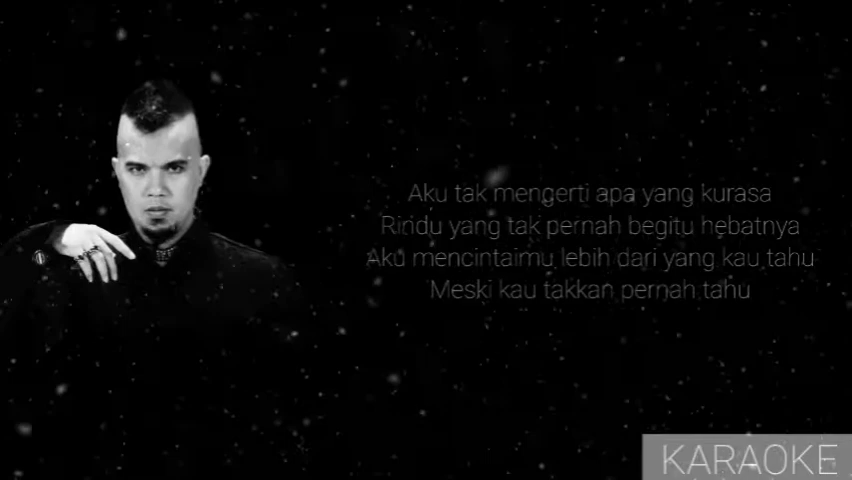 Aku tak mengerti apa yang kurasa
Rindu yang tak pernah begitu hebatnya
Aku mencintaimu lebih dari yang kau tahu
Meski kau takkan pernah tahu
KARAOKE